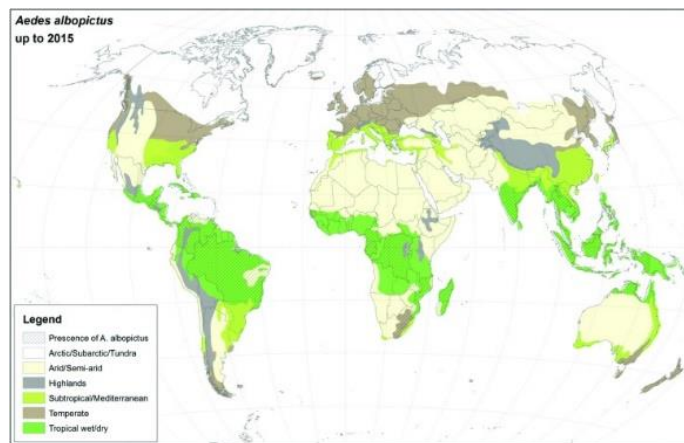 Aedes albopictus
up to 2015
Legend
Prescence of A. albopictus
Arctic/Subarctic/Tundra
Arid/Semi-arid
Highlands
Subtropical/Mediterranean
Temperate
Tropical wet/dry